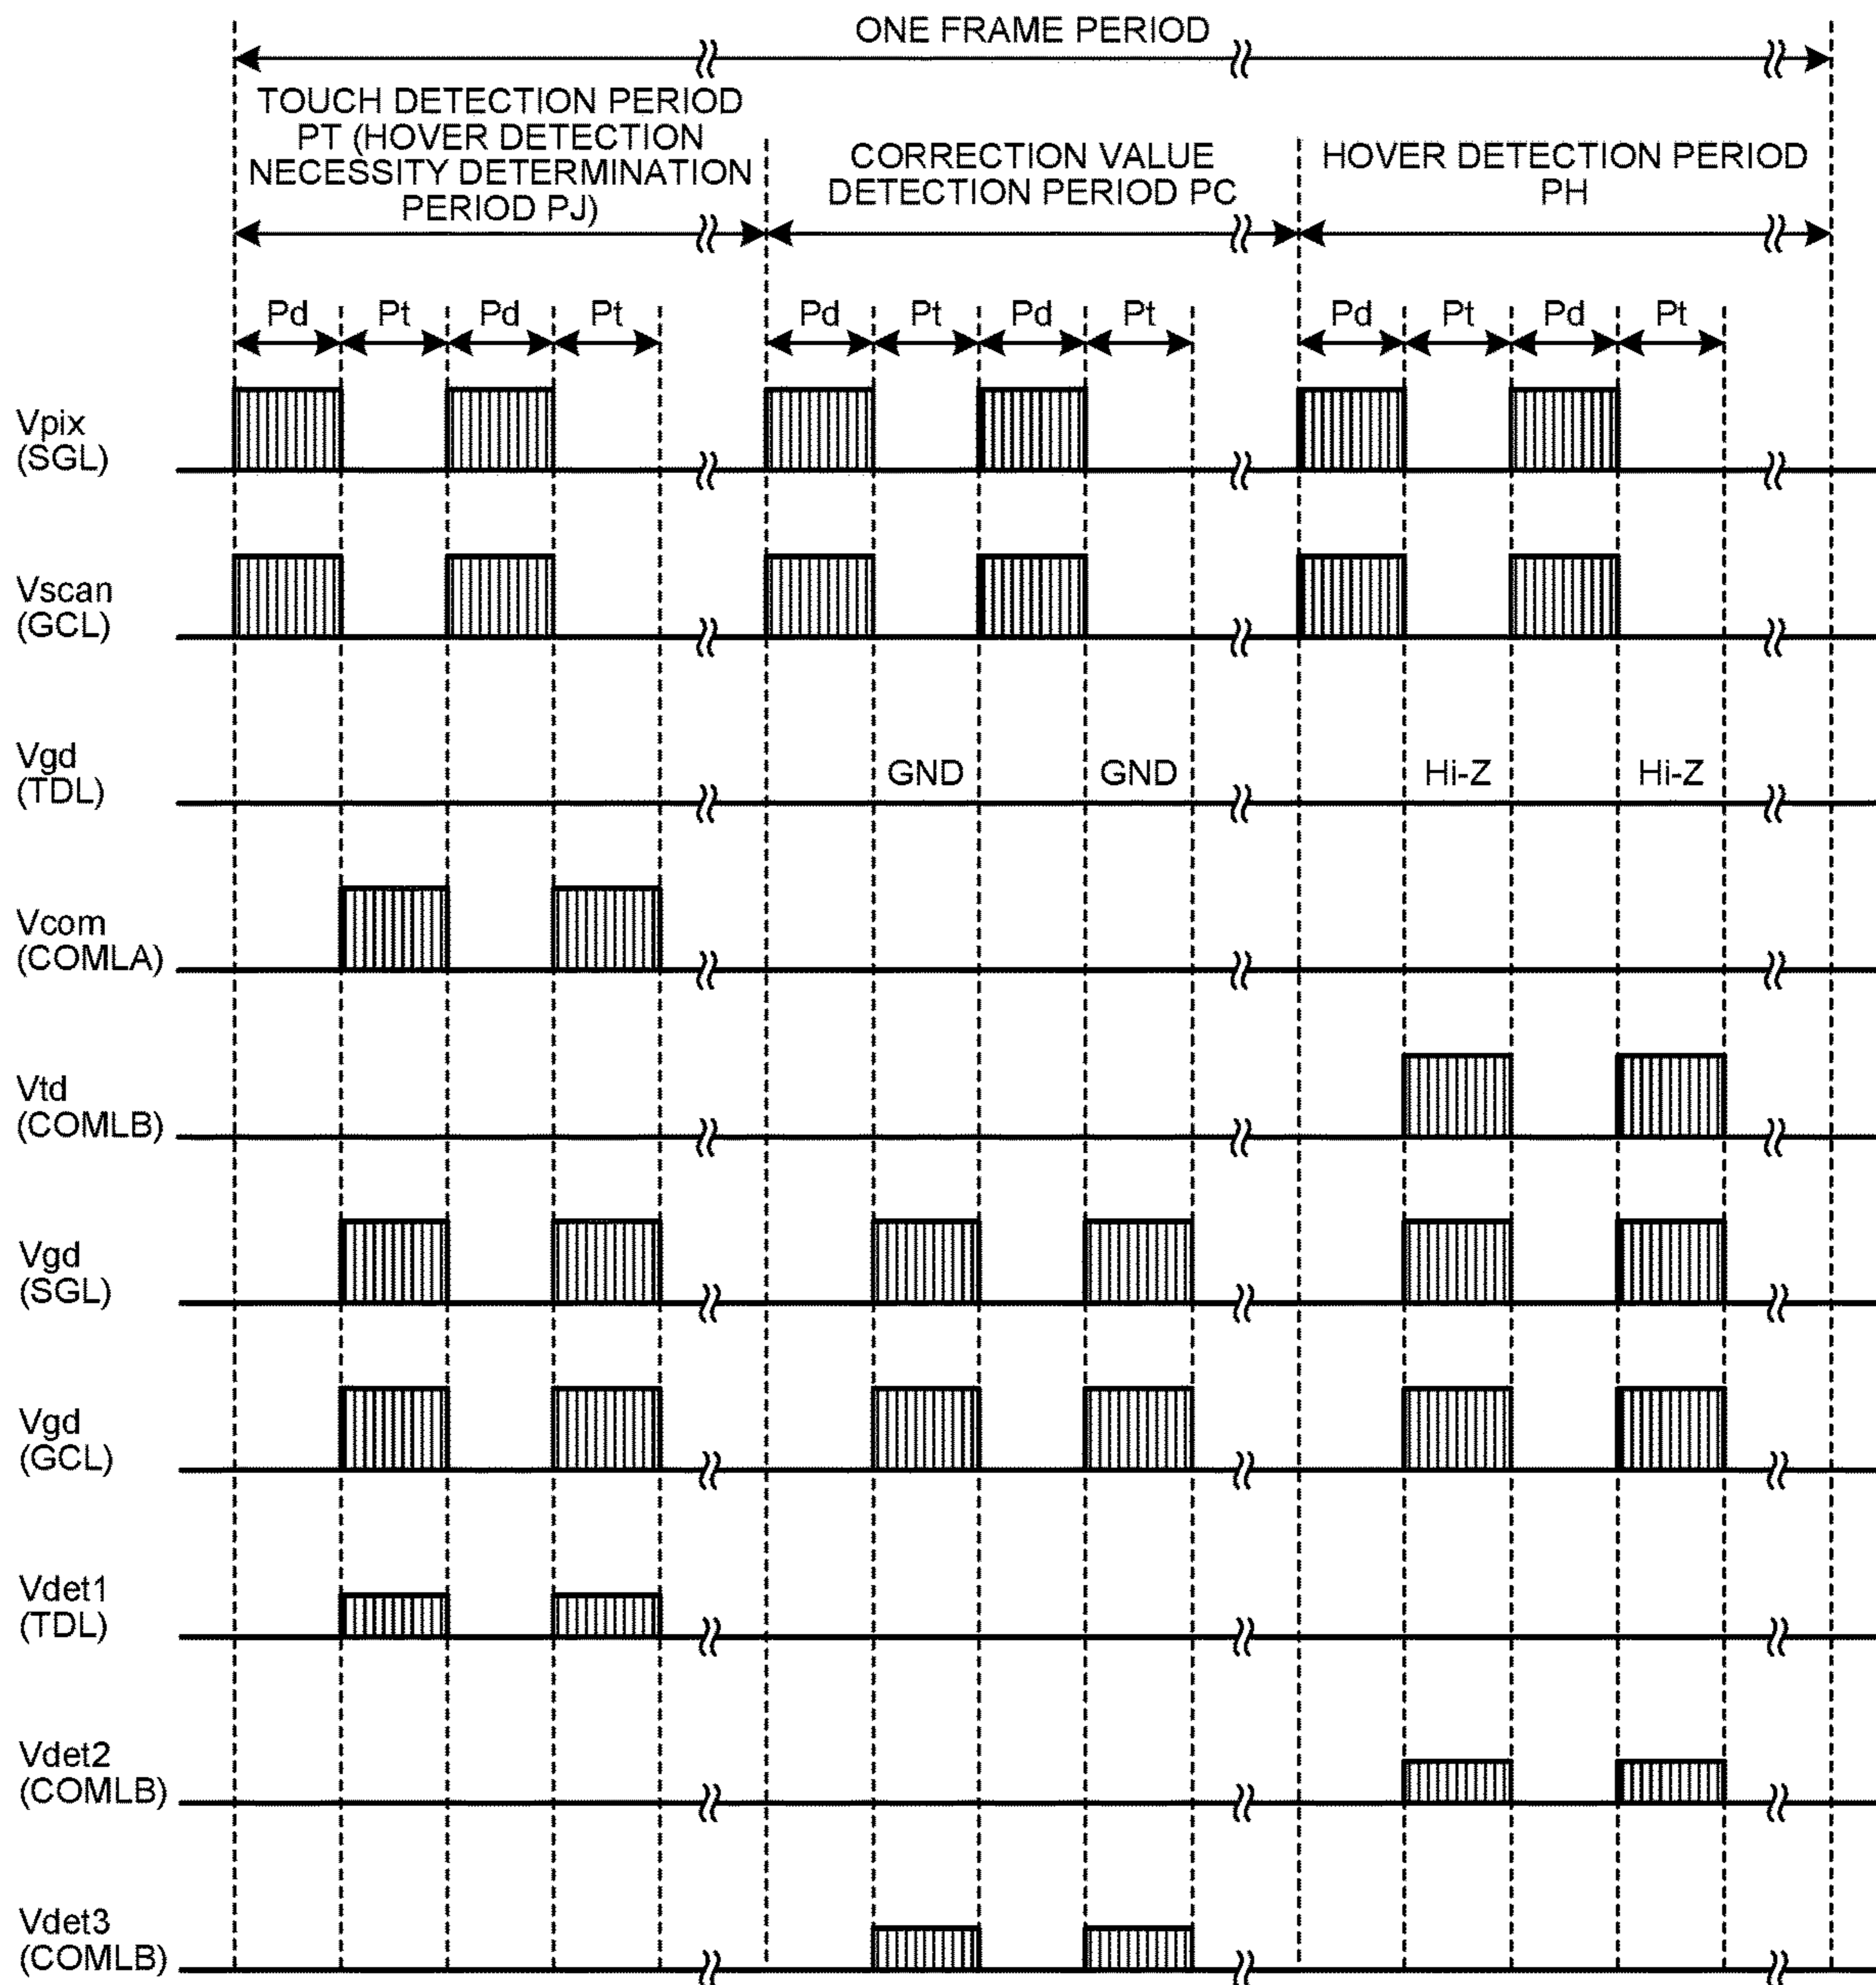 ONE FRAME PERIOD
TOUCH DETECTION PERIOD
PT (HOVER DETECTION
NECESSITY DETERMINATION
PERIOD PJ)
CORRECTION VALUE
DETECTION PERIOD PC
HOVER DETECTION PERIOD
PH
Pd Pt Pd Pt Pd Pt Pd Pt Pd Pt Pd Pt
Vpix
(SGL)
Vscan
(GCL)
Vgd
(TDL)
GND GND Hi-Z Hi-Z
Vcom
(COMLA)
Vtd
(COMLB)
Vgd
(SGL)
Vgd
(GCL)
Vdet1
(TDL)
Vdet2
(COMLB)
Vdet3
(COMLB)